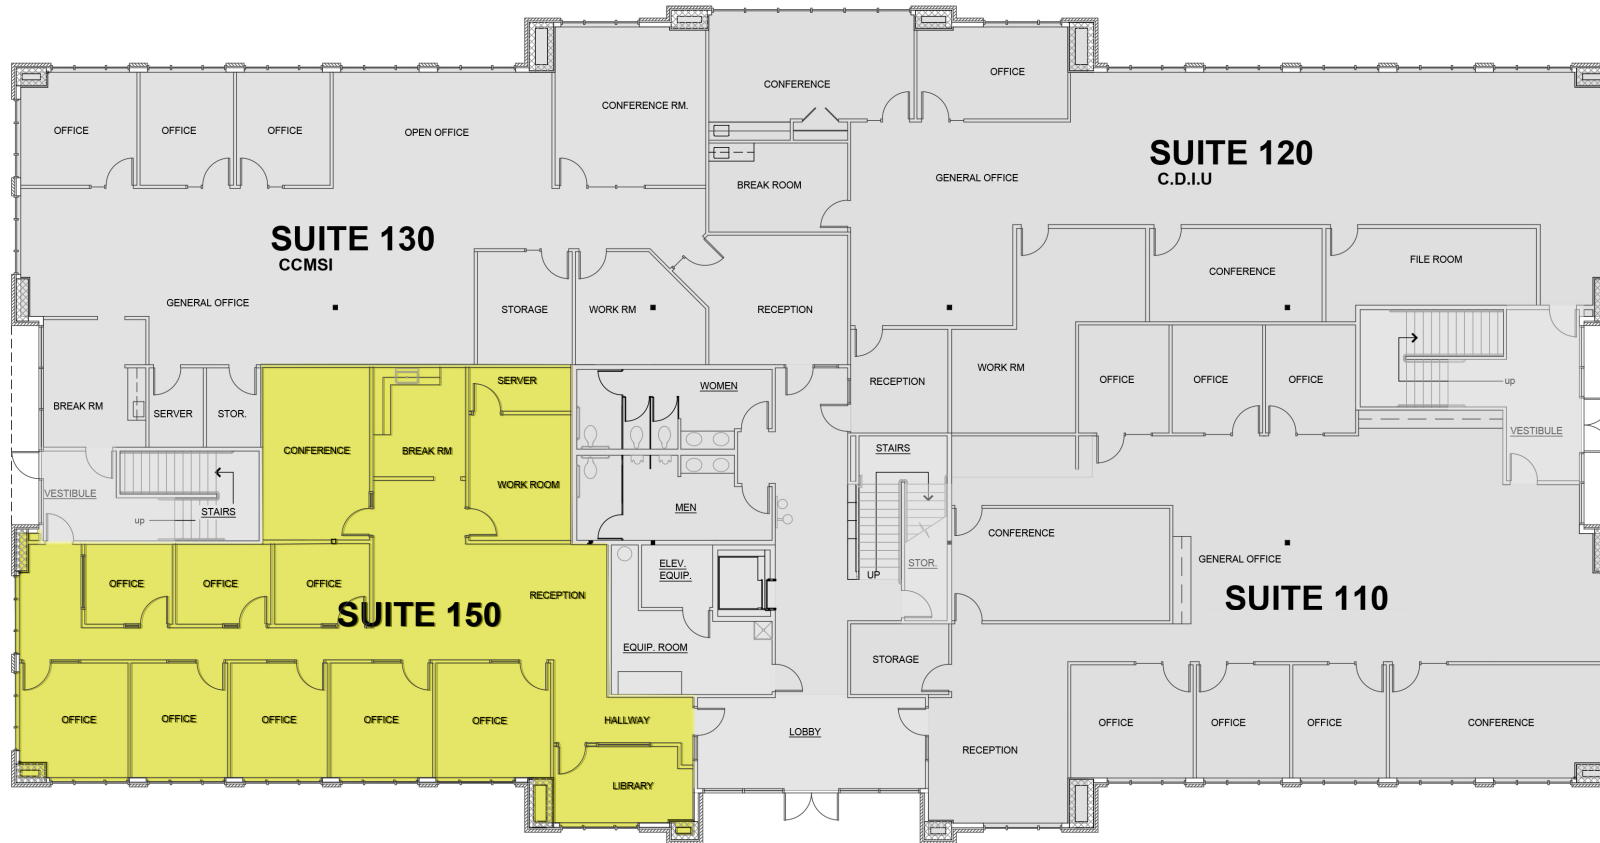 OFFICE
CONFERENCE
CONFERENCE RM.
OFFICE
OFFICE
OFFICE
OPEN OFFICE
SUITE 120
C.D.I.U
GENERAL OFFICE
BREAK ROOM
SUITE 130
CCMSI
FILE ROOM
CONFERENCE
GENERAL OFFICE
STORAGE
WORK RM
RECEPTION
WORK RM
RECEPTION
OFFICE
OFFICE
OFFICE
up
SERVER
WOMEN
BREAK RM
SERVER
STOR.
CONFERENCE
BREAK RM
WORK ROOM
STAIRS
VESTIBULE
VESTIBULE
up
STAIRS
MEN
CONFERENCE
GENERAL OFFICE
ELEV.
EQUIP.
STOR.
UP
OFFICE
OFFICE
OFFICE
RECEPTION
SUITE 150
SUITE 110
EQUIP. ROOM
STORAGE
OFFICE
OFFICE
OFFICE
OFFICE
OFFICE
HALLWAY
LOBBY
OFFICE
OFFICE
OFFICE
CONFERENCE
RECEPTION
LIBRARY